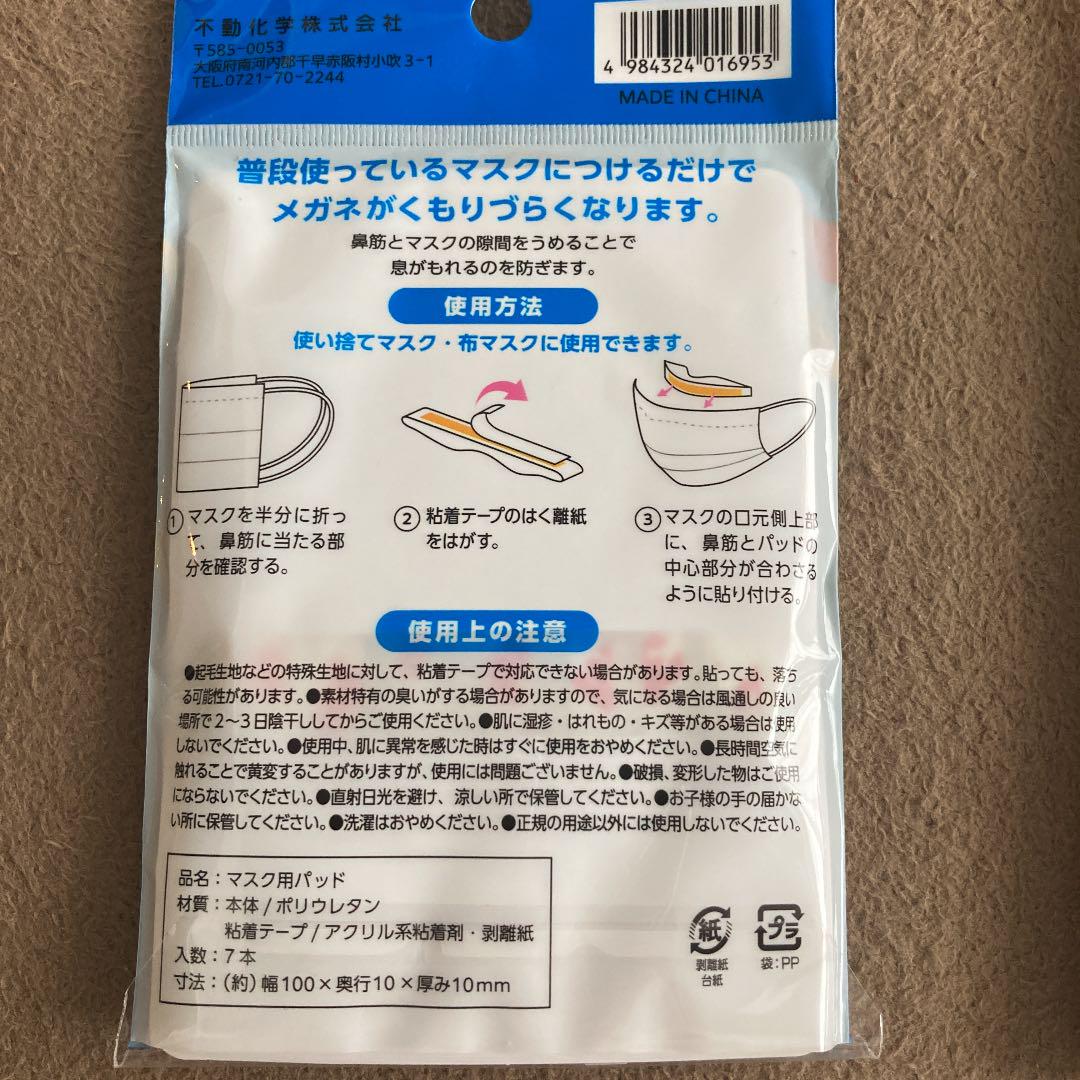 不動化学株式会社
〒585-0053
大阪府南河内郡千早赤阪村小吹3-1
TEL.0721-70-2244
4 984324 016953
MADE IN CHINA
普段使っているマスクにつけるだけで
メガネがくもりづらくなります。
鼻筋とマスクの隙間をうめることで
息がもれるのを防ぎます。
使用方法
使い捨てマスク・布マスクに使用できます。
①マスクを半分に折っ
て、鼻筋に当たる部
分を確認する。
②粘着テープのはく離紙
をはがす。
③マスクの口元側上部
に、鼻筋とパッドの
中心部分が合わさる
ように貼り付ける。
使用上の注意
●起毛生地などの特殊生地に対して、粘着テープで対応できない場合があります。貼っても、落ち
る可能性があります。●素材特有の臭いがする場合がありますので、気になる場合は風通しの良い
場所で2～3日陰干ししてからご使用ください。●肌に湿疹・はれもの・キズ等がある場合は使用
しないでください。●使用中、肌に異常を感じた時はすぐに使用をおやめください。●長時間空気に
触れることで黄変することがありますが、使用には問題ございません。●破損、変形した物はご使用
にならないでください。●直射日光を避け、涼しい所で保管してください。●お子様の手の届かな
い所に保管してください。●洗濯はおやめください。●正規の用途以外には使用しないでください。
品名：マスク用パッド
材質：本体/ポリウレタン
粘着テープ/アクリル系粘着剤・剥離紙
入数：7本
寸法：(約)幅100×奥行10×厚み10mm
紙
剥離紙
台紙
プラ
袋：PP